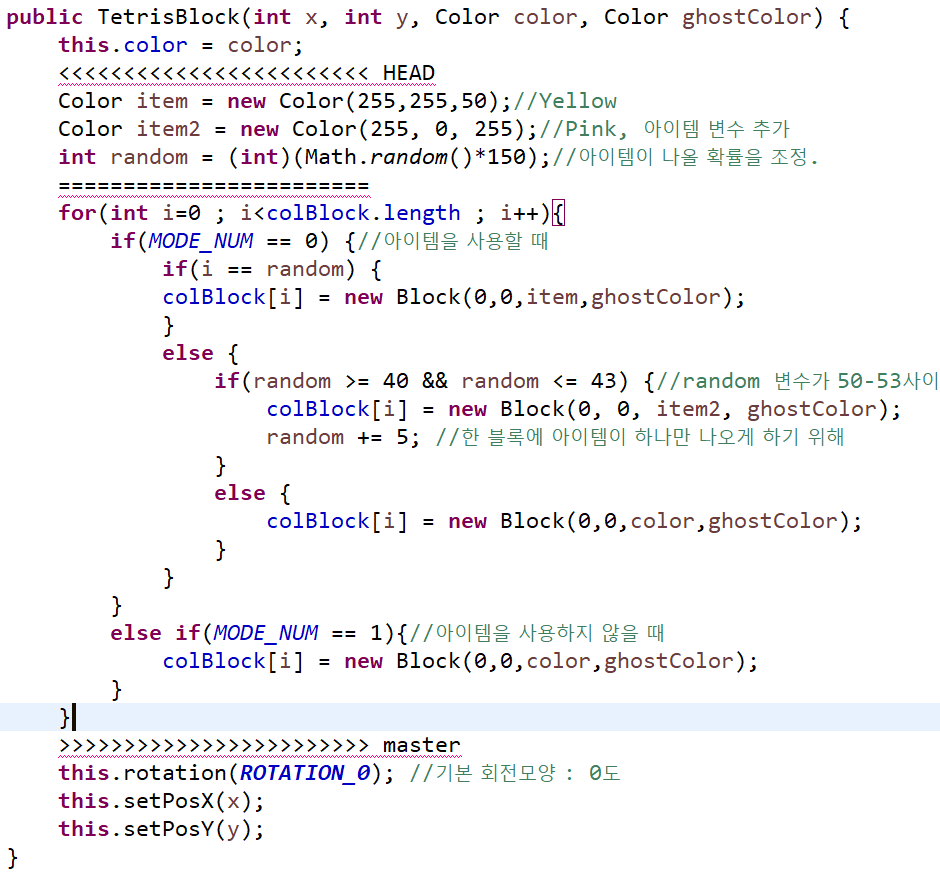 public TetrisBlock(int x, int y, Color color, Color ghostColor) {
this.color = color;
<<<<<<<<<<<<<<<<<<<<<<<< HEAD
Color item = new Color(255,255,50);//Yellow
Color item2 = new Color(255, 0, 255);//Pink, 아이템 변수 추가
int random = (int)(Math.random()*150);//아이템이 나올 확률을 조정.
========================
for(int i=0 ; i<colBlock.length ; i++){
if(MODE_NUM == 0) {//아이템을 사용할 때
if(i == random) {
colBlock[i] = new Block(0,0,item,ghostColor);
}
else {
if(random >= 40 && random <= 43) {//random 변수가 50-53사이
colBlock[i] = new Block(0, 0, item2, ghostColor);
random += 5; //한 블록에 아이템이 하나만 나오게 하기 위해
}
else {
colBlock[i] = new Block(0,0,color,ghostColor);
}
}
}
else if(MODE_NUM == 1){//아이템을 사용하지 않을 때
colBlock[i] = new Block(0,0,color,ghostColor);
}
}
>>>>>>>>>>>>>>>>>>>>>>>> master
this.rotation(ROTATION_0); //기본 회전모양 : 0도
this.setPosX(x);
this.setPosY(y);
}